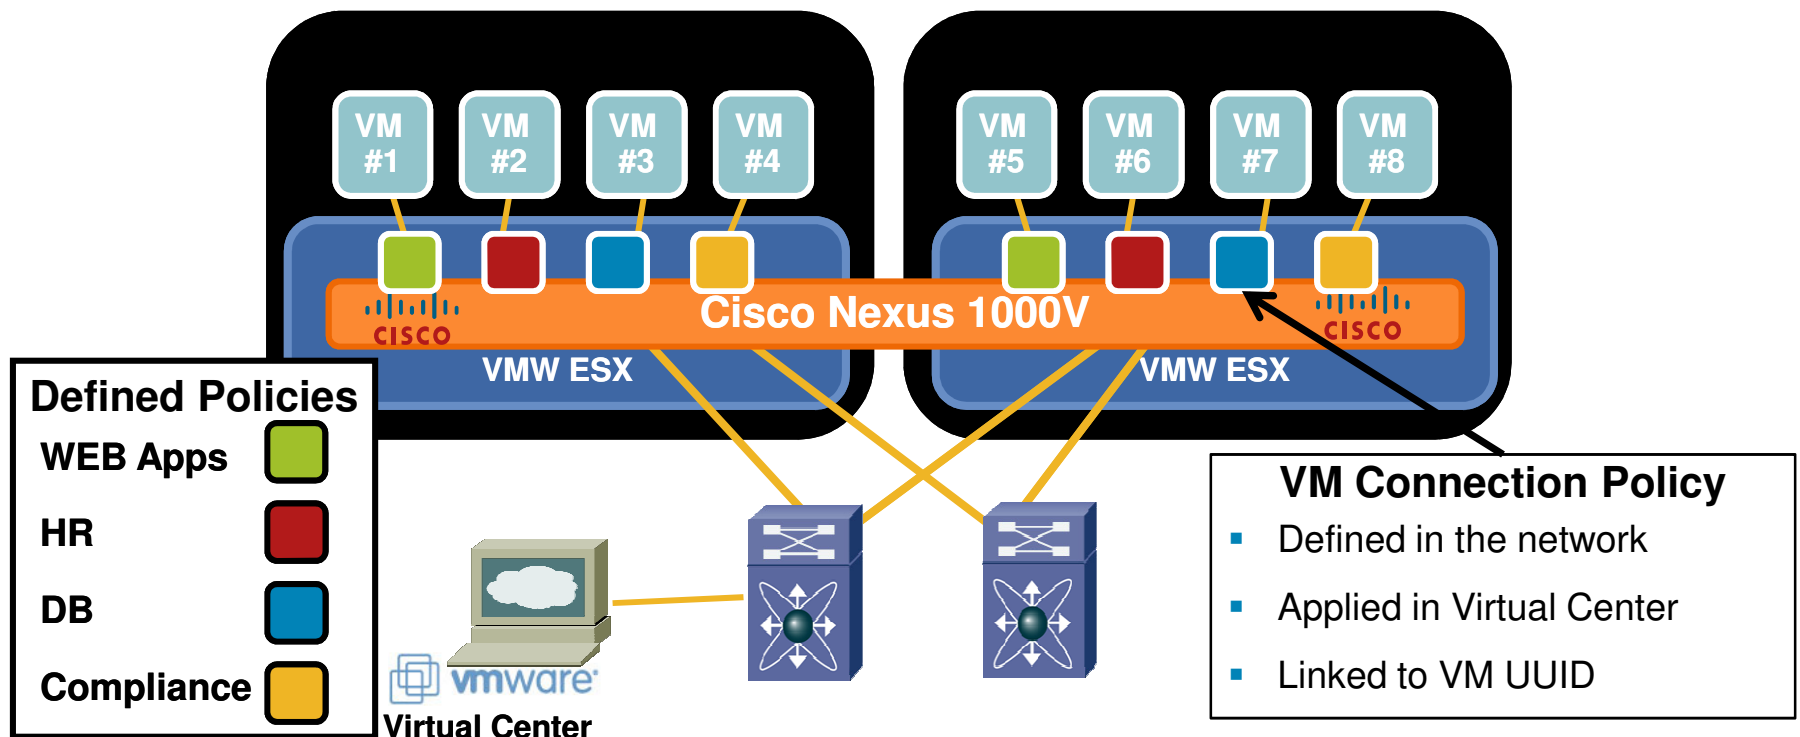 VM #1
VM #2
VM #3
VM #4
VM #5
VM #6
VM #7
VM #8
Cisco Nexus 1000V
CISCO
CISCO
VMW ESX
VMW ESX
Defined Policies
WEB Apps
HR
DB
Compliance
vmware
Virtual Center
VM Connection Policy
▪ Defined in the network
▪ Applied in Virtual Center
▪ Linked to VM UUID